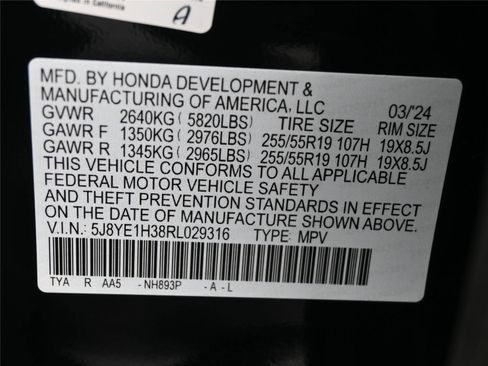 in California
A
MFD. BY HONDA DEVELOPMENT &
MANUFACTURING OF AMERICA, LLC 03/'24
GVWR 2640KG ( 5820LBS) TIRE SIZE RIM SIZE
GAWR F 1350KG ( 2976LBS) 255/55R19 107H 19X8.5J
GAWR R 1345KG ( 2965LBS) 255/55R19 107H 19X8.5J
THIS VEHICLE CONFORMS TO ALL APPLICABLE
FEDERAL MOTOR VEHICLE SAFETY
AND THEFT PREVENTION STANDARDS IN EFFECT
ON THE DATE OF MANUFACTURE SHOWN ABOVE.
V.I.N.: 5J8YE1H38RL029316 TYPE: MPV
TYA R AA5 - NH893P - A - L